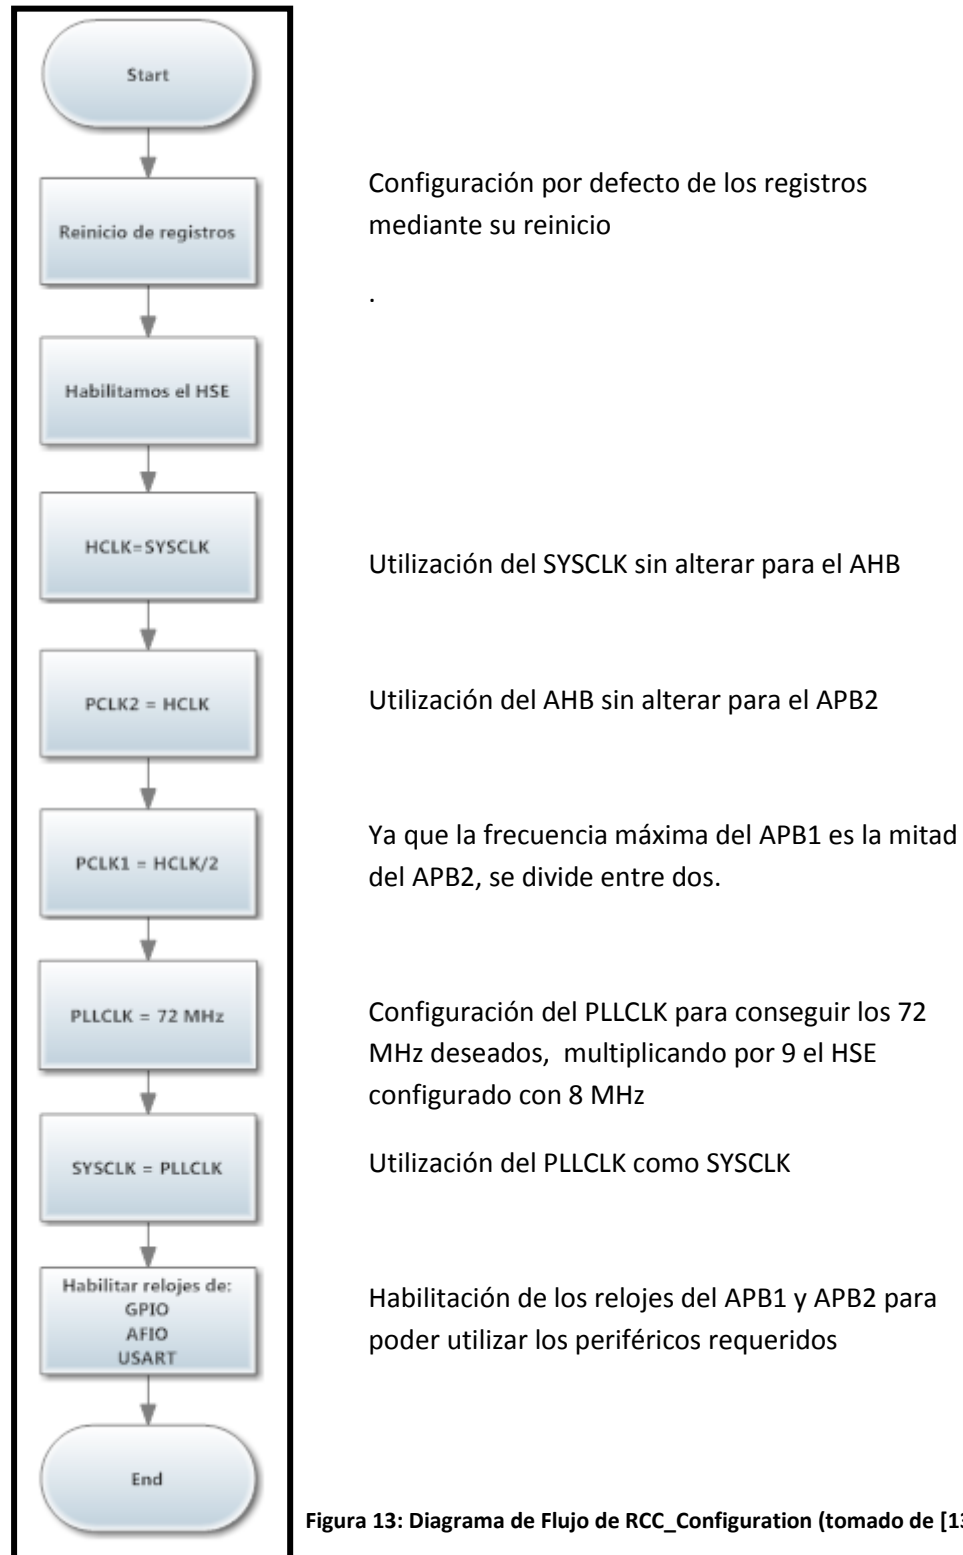 Start
Reinicio de registros
Configuración por defecto de los registros
mediante su reinicio
.
Habilitamos el HSE
HCLK=SYSCLK
Utilización del SYSCLK sin alterar para el AHB
PCLK2 = HCLK
Utilización del AHB sin alterar para el APB2
PCLK1 = HCLK/2
Ya que la frecuencia máxima del APB1 es la mitad
del APB2, se divide entre dos.
PLLCLK = 72 MHz
Configuración del PLLCLK para conseguir los 72
MHz deseados, multiplicando por 9 el HSE
configurado con 8 MHz
SYSCLK = PLLCLK
Utilización del PLLCLK como SYSCLK
Habilitar relojes de:
GPIO
AFIO
USART
Habilitación de los relojes del APB1 y APB2 para
poder utilizar los periféricos requeridos
End
Figura 13: Diagrama de Flujo de RCC_Configuration (tomado de [13